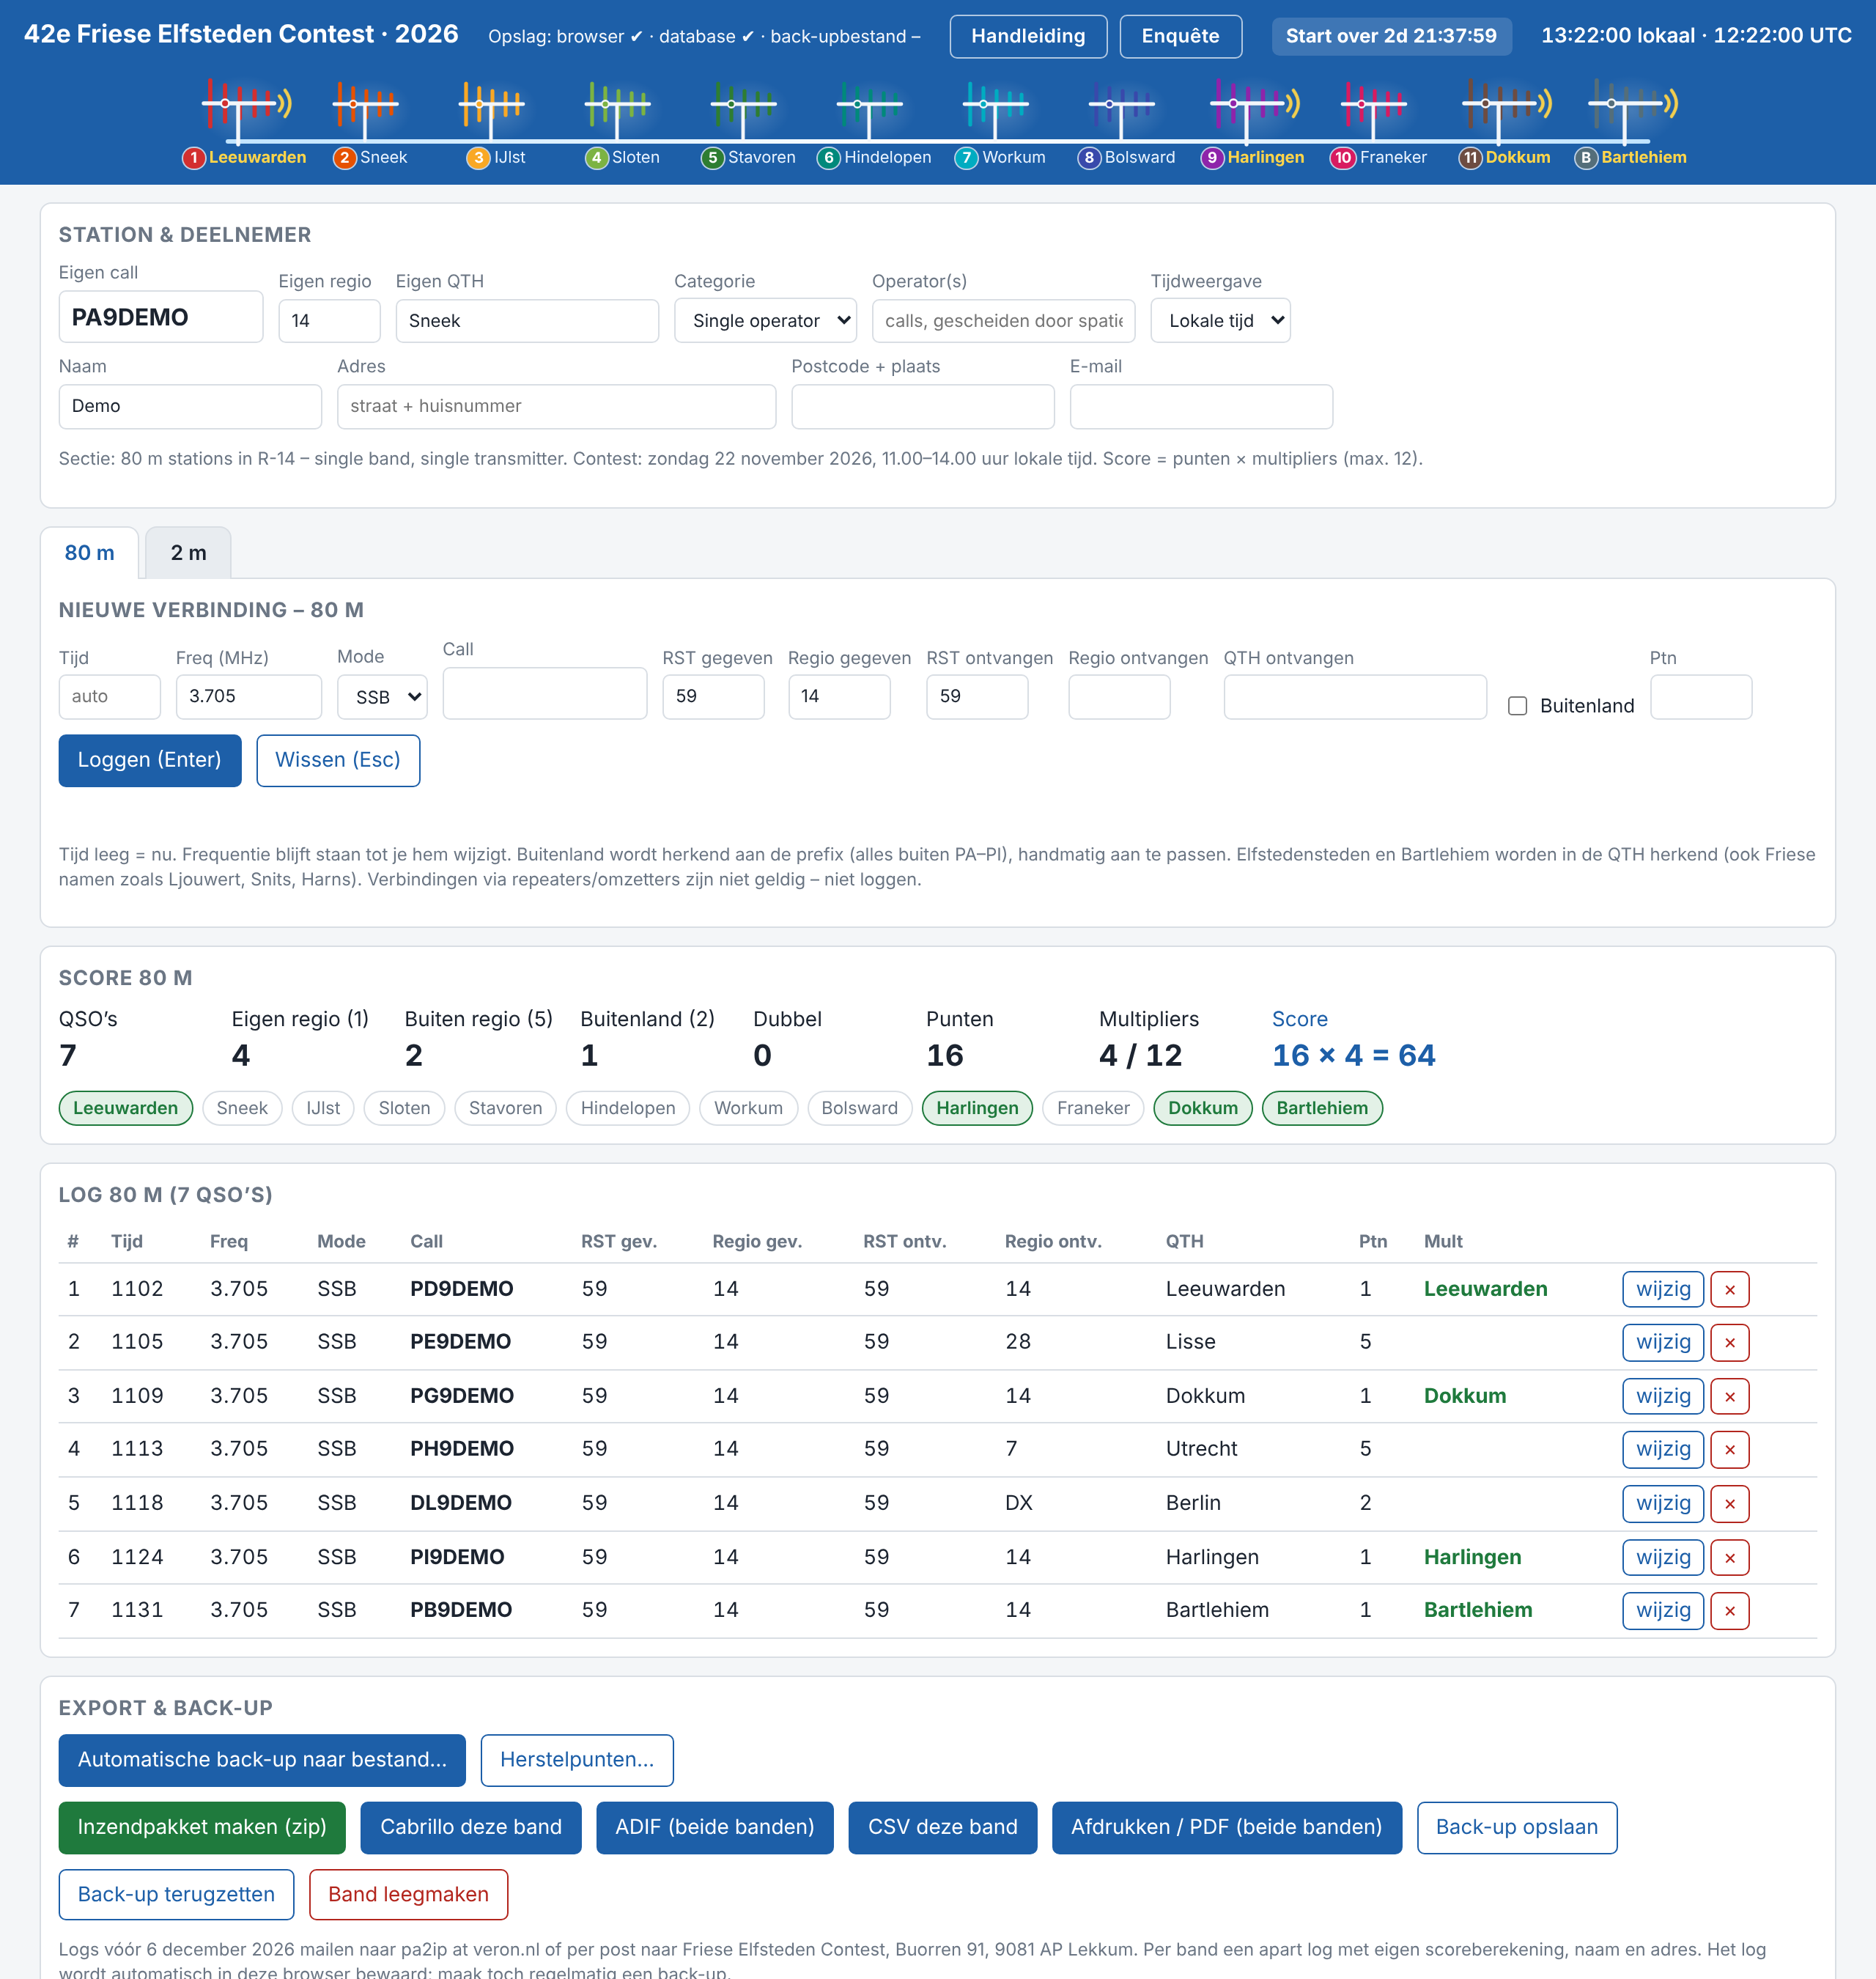 42e Friese Elfsteden Contest · 2026 Opslag: browser ✔ · database ✔ · back-upbestand – Handleiding Enquête Start over 2d 21:37:59 13:22:00 lokaal · 12:22:00 UTC
1 Leeuwarden 2 Sneek 3 IJlst 4 Sloten 5 Stavoren 6 Hindelopen 7 Workum 8 Bolsward 9 Harlingen 10 Franeker 11 Dokkum B Bartlehiem
STATION & DEELNEMER
Eigen call Eigen regio Eigen QTH Categorie Operator(s) Tijdweergave
PA9DEMO 14 Sneek Single operator calls, gescheiden door spatie Lokale tijd
Naam Adres Postcode + plaats E-mail
Demo straat + huisnummer
Sectie: 80 m stations in R-14 – single band, single transmitter. Contest: zondag 22 november 2026, 11.00–14.00 uur lokale tijd. Score = punten × multipliers (max. 12).
80 m 2 m
NIEUWE VERBINDING – 80 M
Tijd Freq (MHz) Mode Call RST gegeven Regio gegeven RST ontvangen Regio ontvangen QTH ontvangen Ptn
auto 3.705 SSB 59 14 59 Buitenland
Loggen (Enter) Wissen (Esc)
Tijd leeg = nu. Frequentie blijft staan tot je hem wijzigt. Buitenland wordt herkend aan de prefix (alles buiten PA–PI), handmatig aan te passen. Elfstedensteden en Bartlehiem worden in de QTH herkend (ook Friese
namen zoals Ljouwert, Snits, Harns). Verbindingen via repeaters/omzetters zijn niet geldig – niet loggen.
SCORE 80 M
QSO’s Eigen regio (1) Buiten regio (5) Buitenland (2) Dubbel Punten Multipliers Score
7 4 2 1 0 16 4 / 12 16 × 4 = 64
Leeuwarden Sneek IJlst Sloten Stavoren Hindelopen Workum Bolsward Harlingen Franeker Dokkum Bartlehiem
LOG 80 M (7 QSO’S)
# Tijd Freq Mode Call RST gev. Regio gev. RST ontv. Regio ontv. QTH Ptn Mult
1 1102 3.705 SSB PD9DEMO 59 14 59 14 Leeuwarden 1 Leeuwarden wijzig ×
2 1105 3.705 SSB PE9DEMO 59 14 59 28 Lisse 5 wijzig ×
3 1109 3.705 SSB PG9DEMO 59 14 59 14 Dokkum 1 Dokkum wijzig ×
4 1113 3.705 SSB PH9DEMO 59 14 59 7 Utrecht 5 wijzig ×
5 1118 3.705 SSB DL9DEMO 59 14 59 DX Berlin 2 wijzig ×
6 1124 3.705 SSB PI9DEMO 59 14 59 14 Harlingen 1 Harlingen wijzig ×
7 1131 3.705 SSB PB9DEMO 59 14 59 14 Bartlehiem 1 Bartlehiem wijzig ×
EXPORT & BACK-UP
Automatische back-up naar bestand… Herstelpunten…
Inzendpakket maken (zip) Cabrillo deze band ADIF (beide banden) CSV deze band Afdrukken / PDF (beide banden) Back-up opslaan
Back-up terugzetten Band leegmaken
Logs vóór 6 december 2026 mailen naar pa2ip at veron.nl of per post naar Friese Elfsteden Contest, Buorren 91, 9081 AP Lekkum. Per band een apart log met eigen scoreberekening, naam en adres. Het log
wordt automatisch in deze browser bewaard; maak toch regelmatig een back-up.